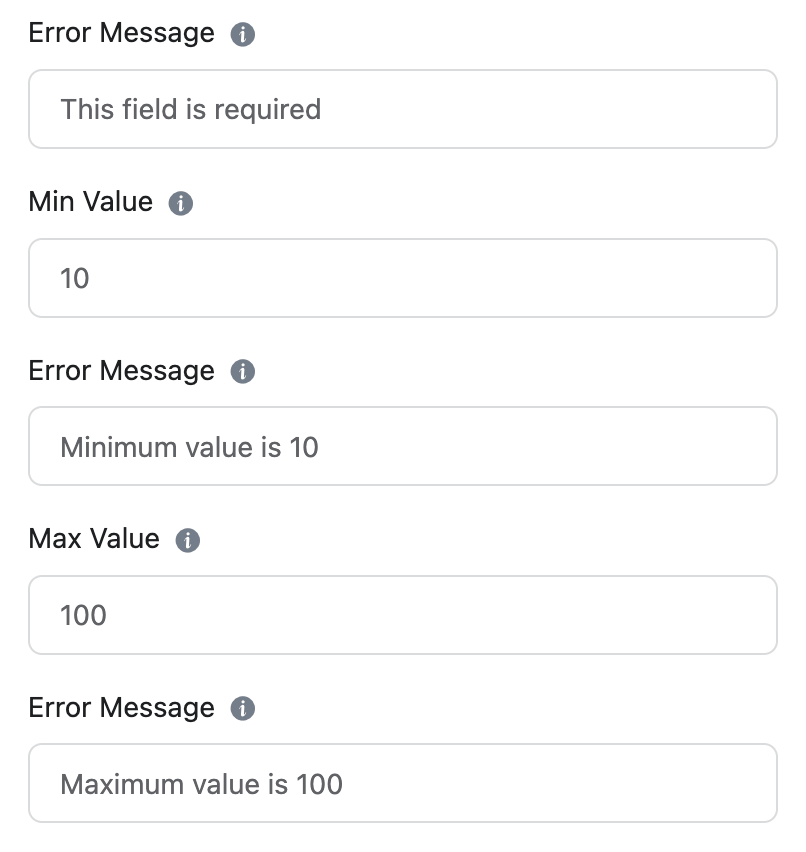 Error Message
This field is required
Min Value
10
Error Message
Minimum value is 10
Max Value
100
Error Message
Maximum value is 100